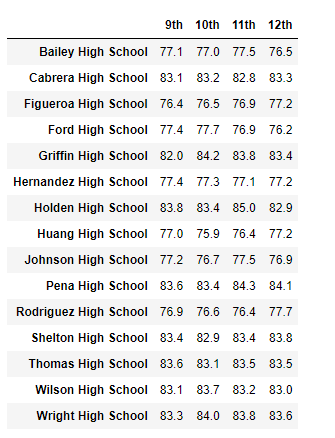 9th 10th 11th 12th
Bailey High School 77.1 77.0 77.5 76.5
Cabrera High School 83.1 83.2 82.8 83.3
Figueroa High School 76.4 76.5 76.9 77.2
Ford High School 77.4 77.7 76.9 76.2
Griffin High School 82.0 84.2 83.8 83.4
Hernandez High School 77.4 77.3 77.1 77.2
Holden High School 83.8 83.4 85.0 82.9
Huang High School 77.0 75.9 76.4 77.2
Johnson High School 77.2 76.7 77.5 76.9
Pena High School 83.6 83.4 84.3 84.1
Rodriguez High School 76.9 76.6 76.4 77.7
Shelton High School 83.4 82.9 83.4 83.8
Thomas High School 83.6 83.1 83.5 83.5
Wilson High School 83.1 83.7 83.2 83.0
Wright High School 83.3 84.0 83.8 83.6